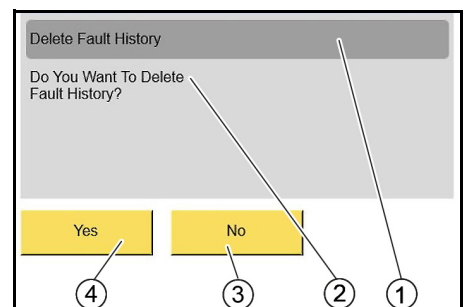 Delete Fault History
Do You Want To Delete
Fault History?
Yes
No
4
3
2
1